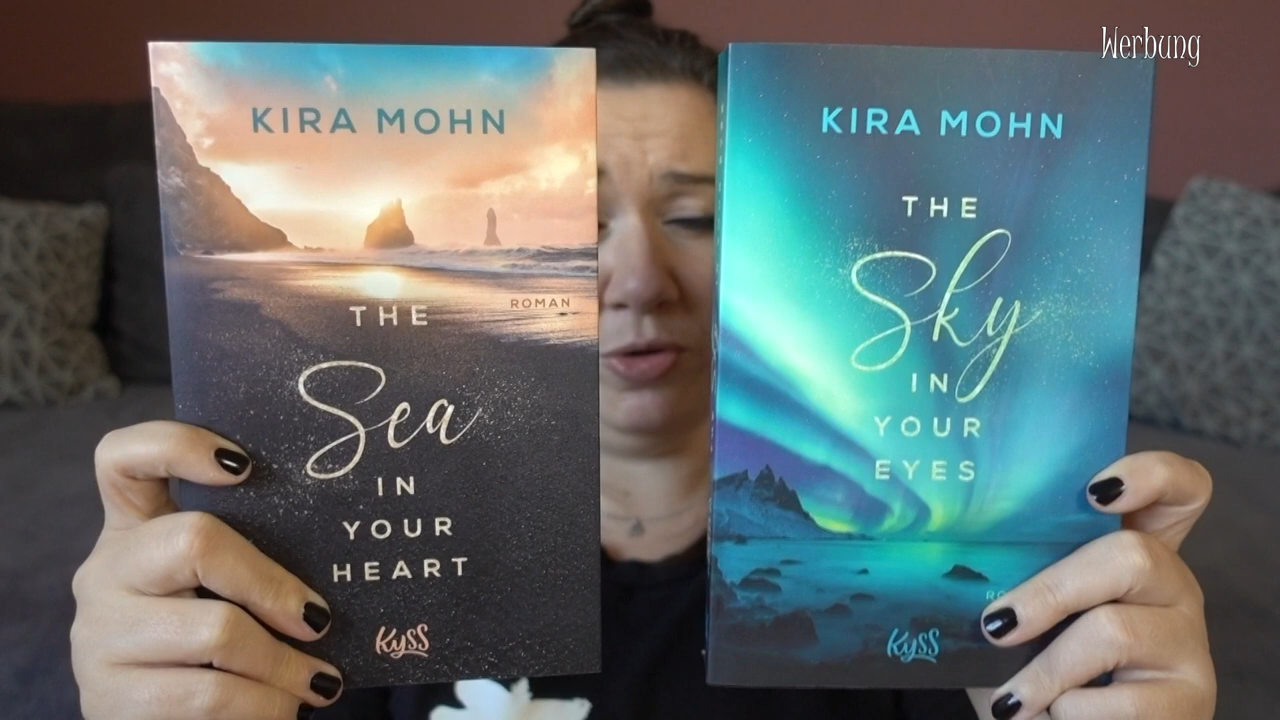 Werbung
KIRA MOHN
THE
Sea
IN
YOUR
HEART
ROMAN
KySS
KIRA MOHN
THE
Sky
IN
YOUR
EYES
KySS